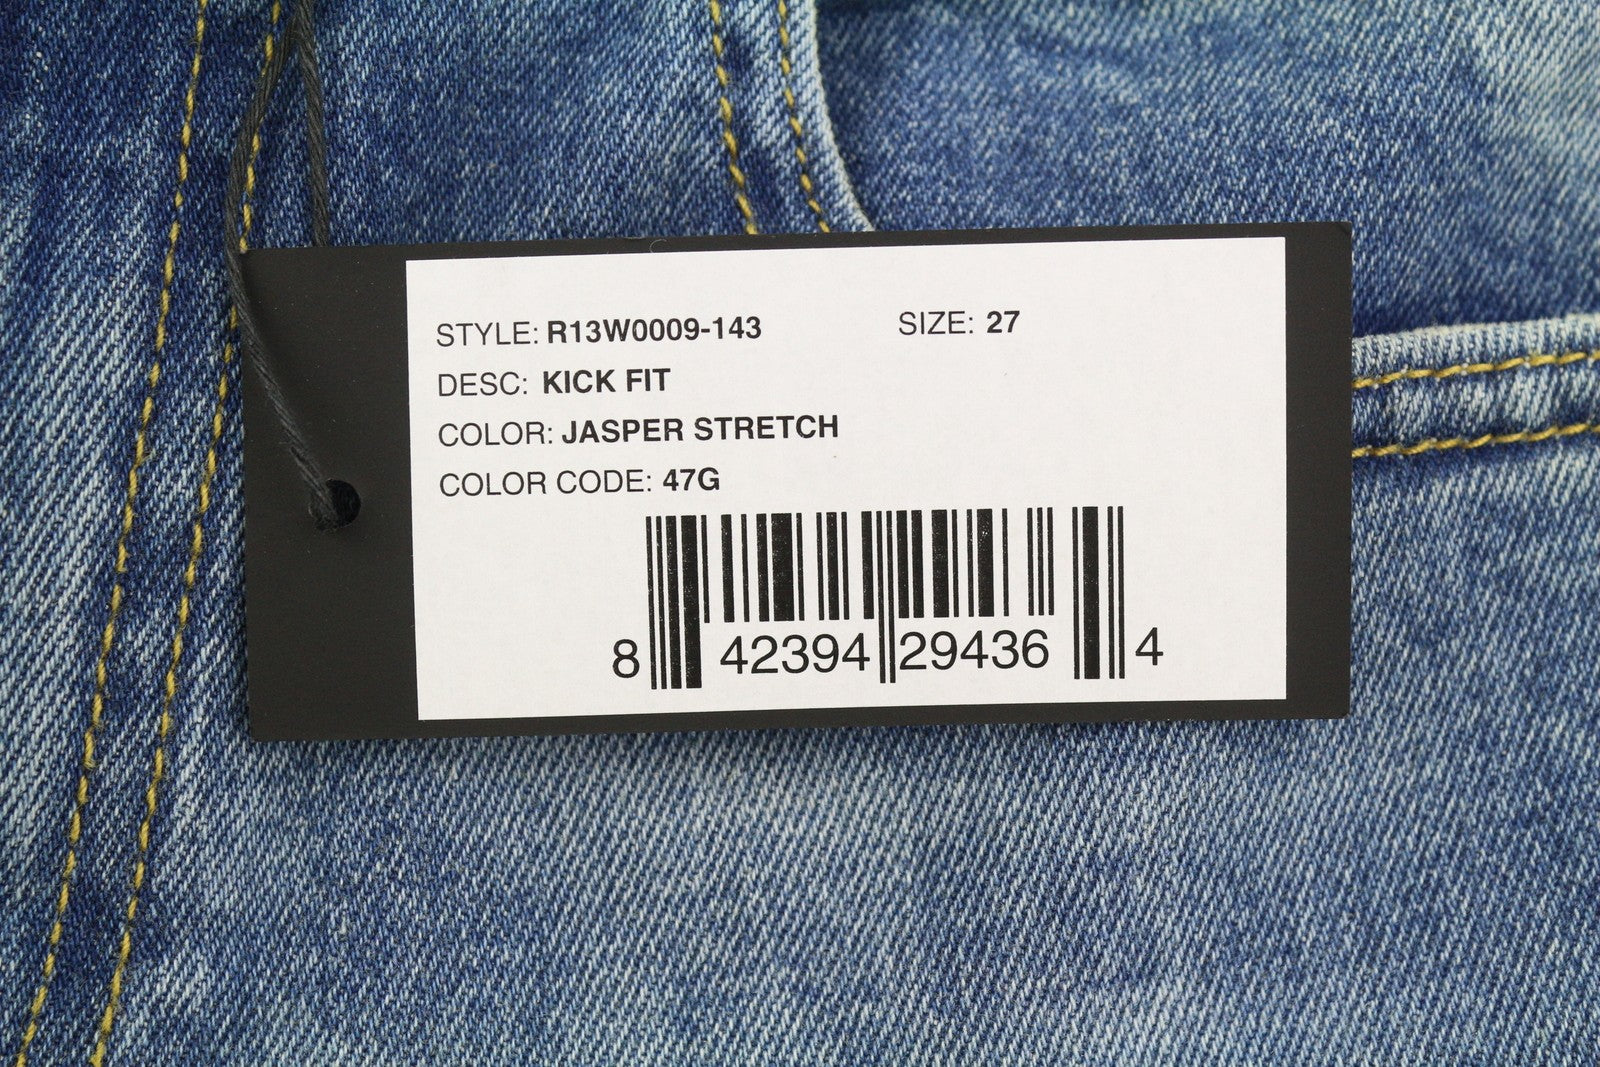 STYLE: R13W0009-143 SIZE: 27
DESC: KICK FIT
COLOR: JASPER STRETCH
COLOR CODE: 47G
8 42394 29436 4